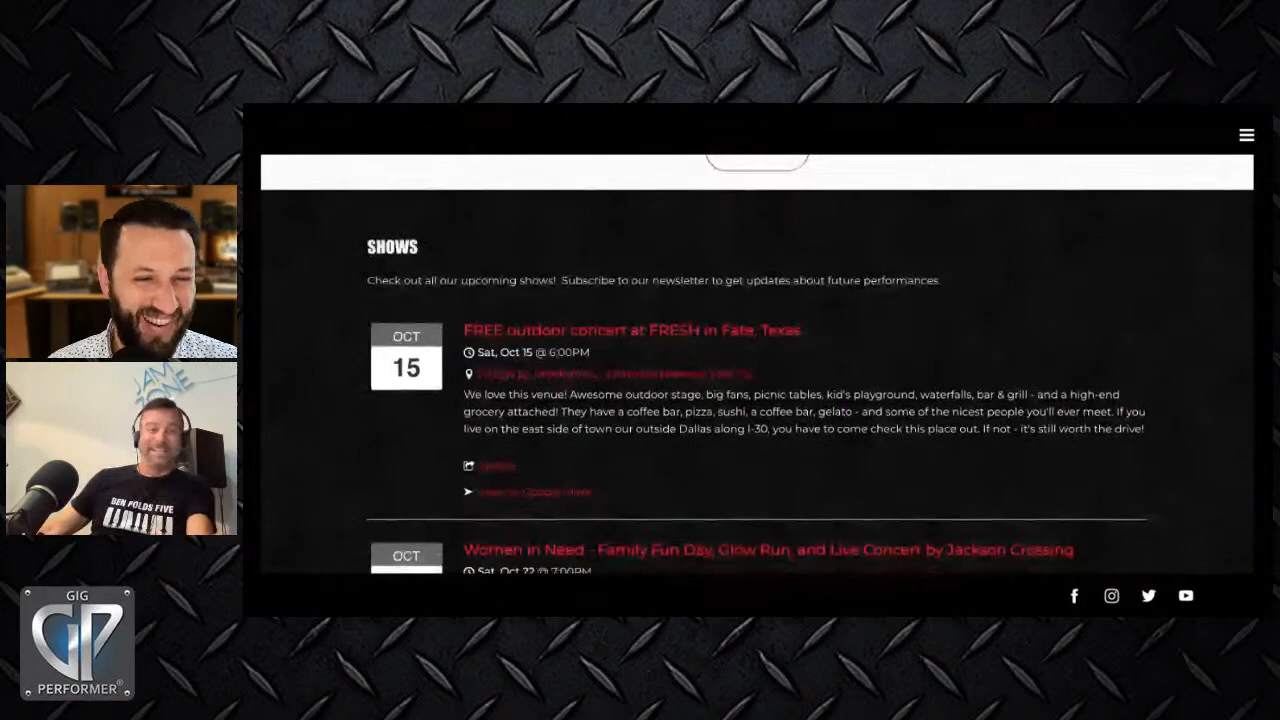 SHOWS
Check out all our upcoming shows! Subscribe to our newsletter to get updates about future performances.
OCT
15
FREE outdoor concert at FRESH in Fate, Texas
Sat, Oct 15 @ 6:00PM
We love this venue! Awesome outdoor stage, big fans, picnic tables, kid's playground, waterfalls, bar & grill - and a high-end
grocery attached! They have a coffee bar, pizza, sushi, a coffee bar, gelato - and some of the nicest people you'll ever meet. If you
live on the east side of town our outside Dallas along I-30, you have to come check this place out. If not - it's still worth the drive!
OCT
Women in Need - Family Fun Day, Glow Run, and Live Concert by Jackson Crossing
Sat, Oct 22 @ 7:00PM
JAM
ZONE
BEN FOLDS FIVE
GIG
GP
PERFORMER®